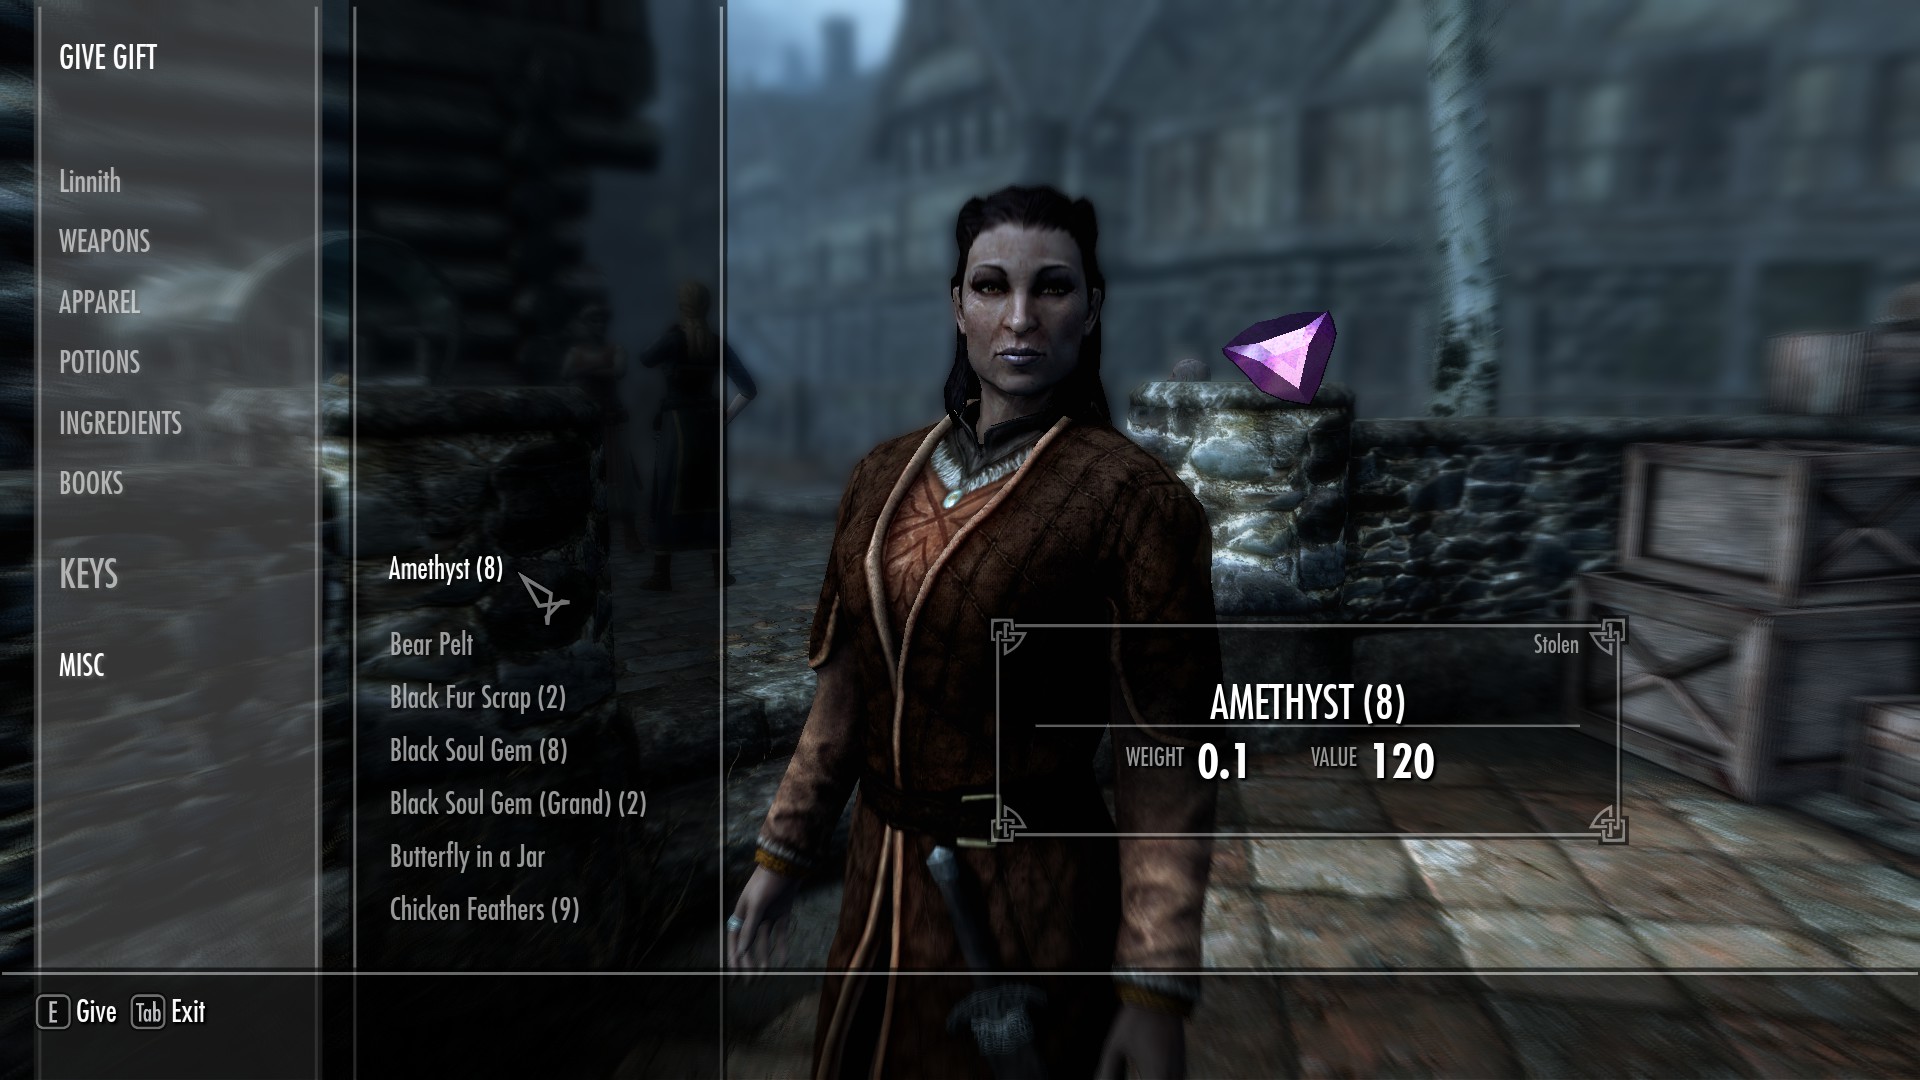 GIVE GIFT
Linnith
WEAPONS
APPAREL
POTIONS
INGREDIENTS
BOOKS
KEYS
MISC
Amethyst (8)
Bear Pelt
Black Fur Scrap (2)
Black Soul Gem (8)
Black Soul Gem (Grand) (2)
Butterfly in a Jar
Chicken Feathers (9)
Stolen
AMETHYST (8)
WEIGHT 0.1 VALUE 120
E Give Tab Exit